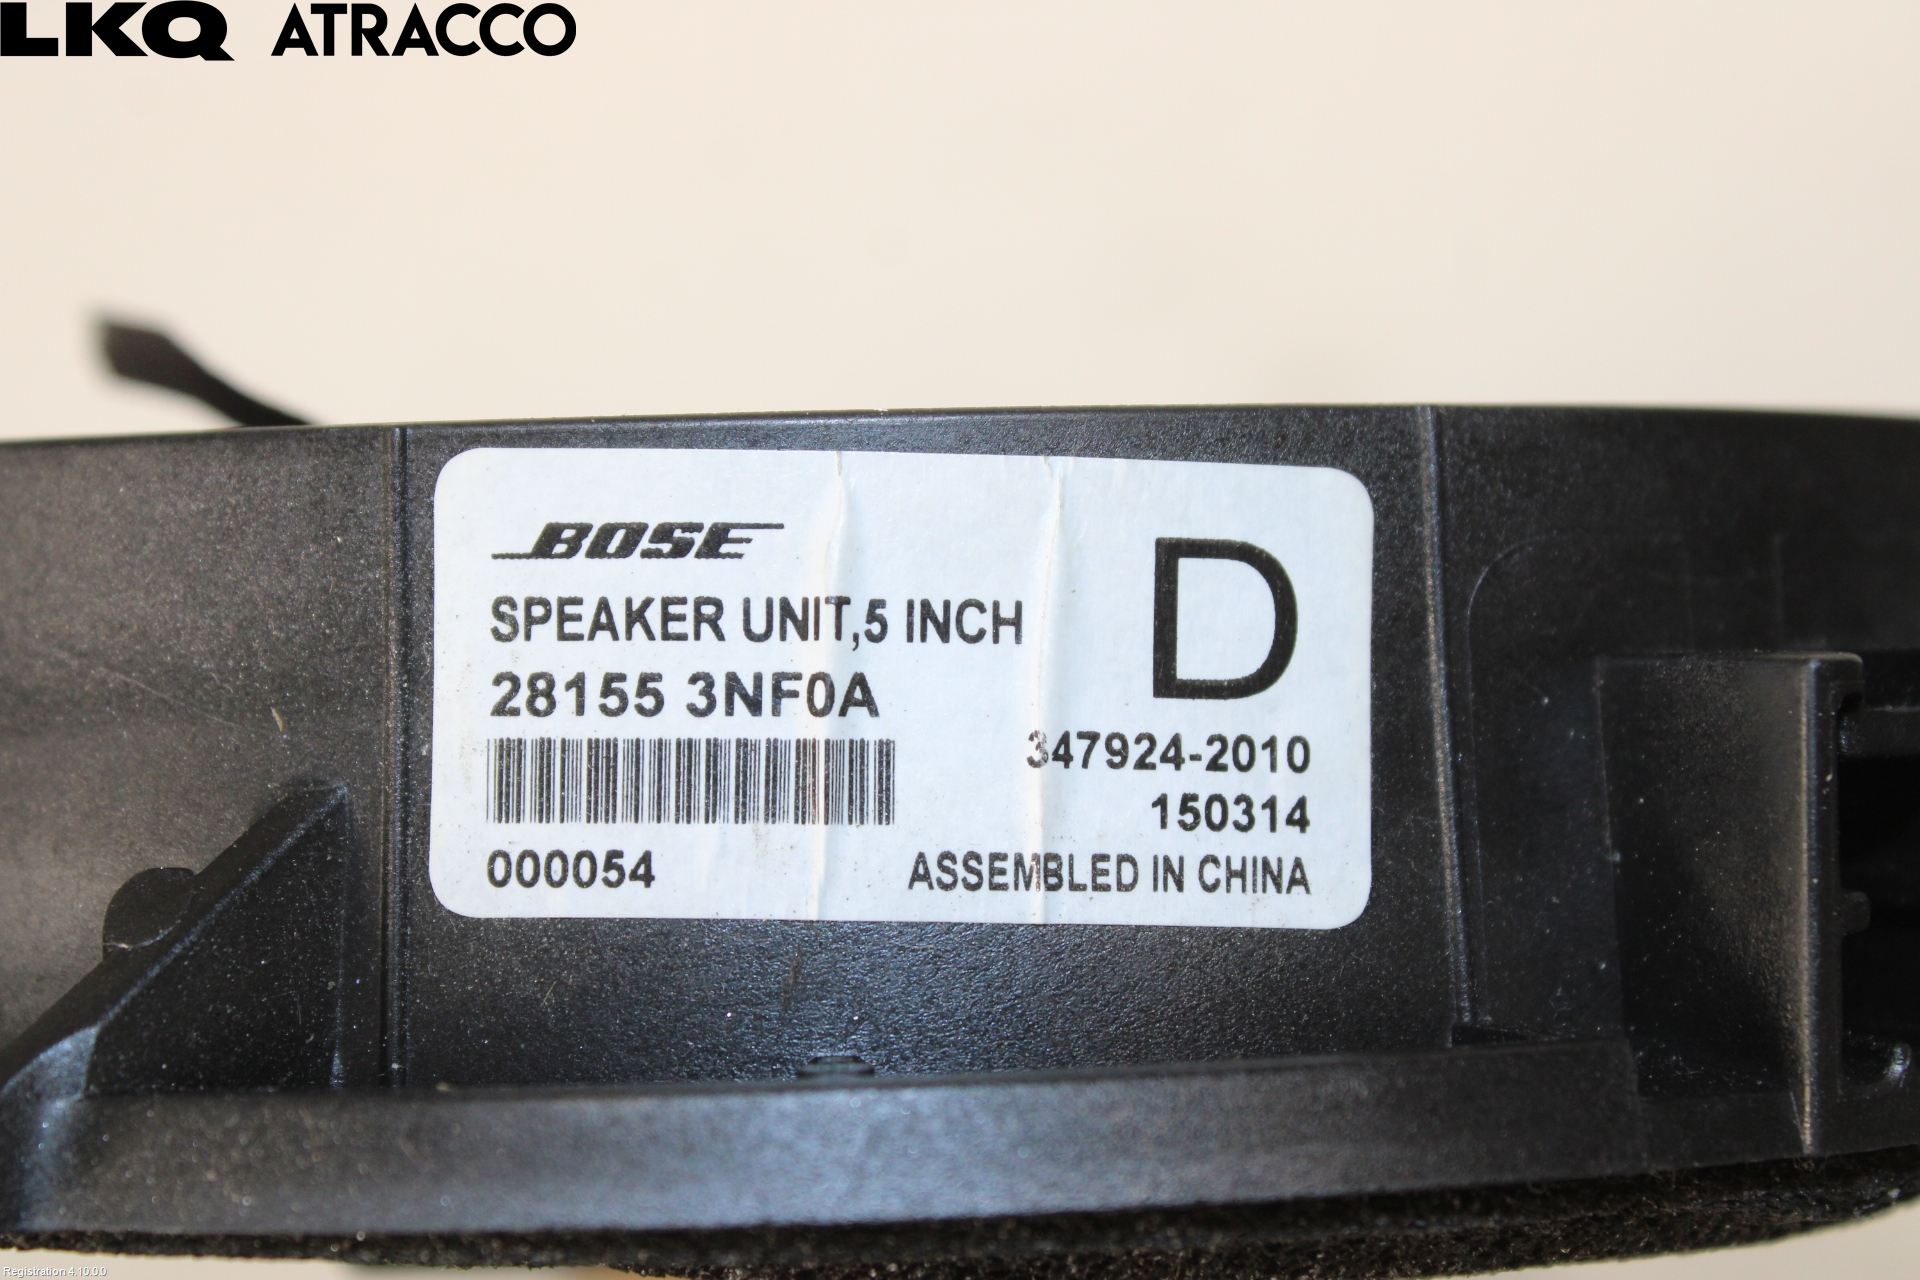 LKQ ATRACCO
BOSE
D
SPEAKER UNIT,5 INCH
28155 3NF0A
347924-2010
150314
000054
ASSEMBLED IN CHINA
Registration 4.10.0.0